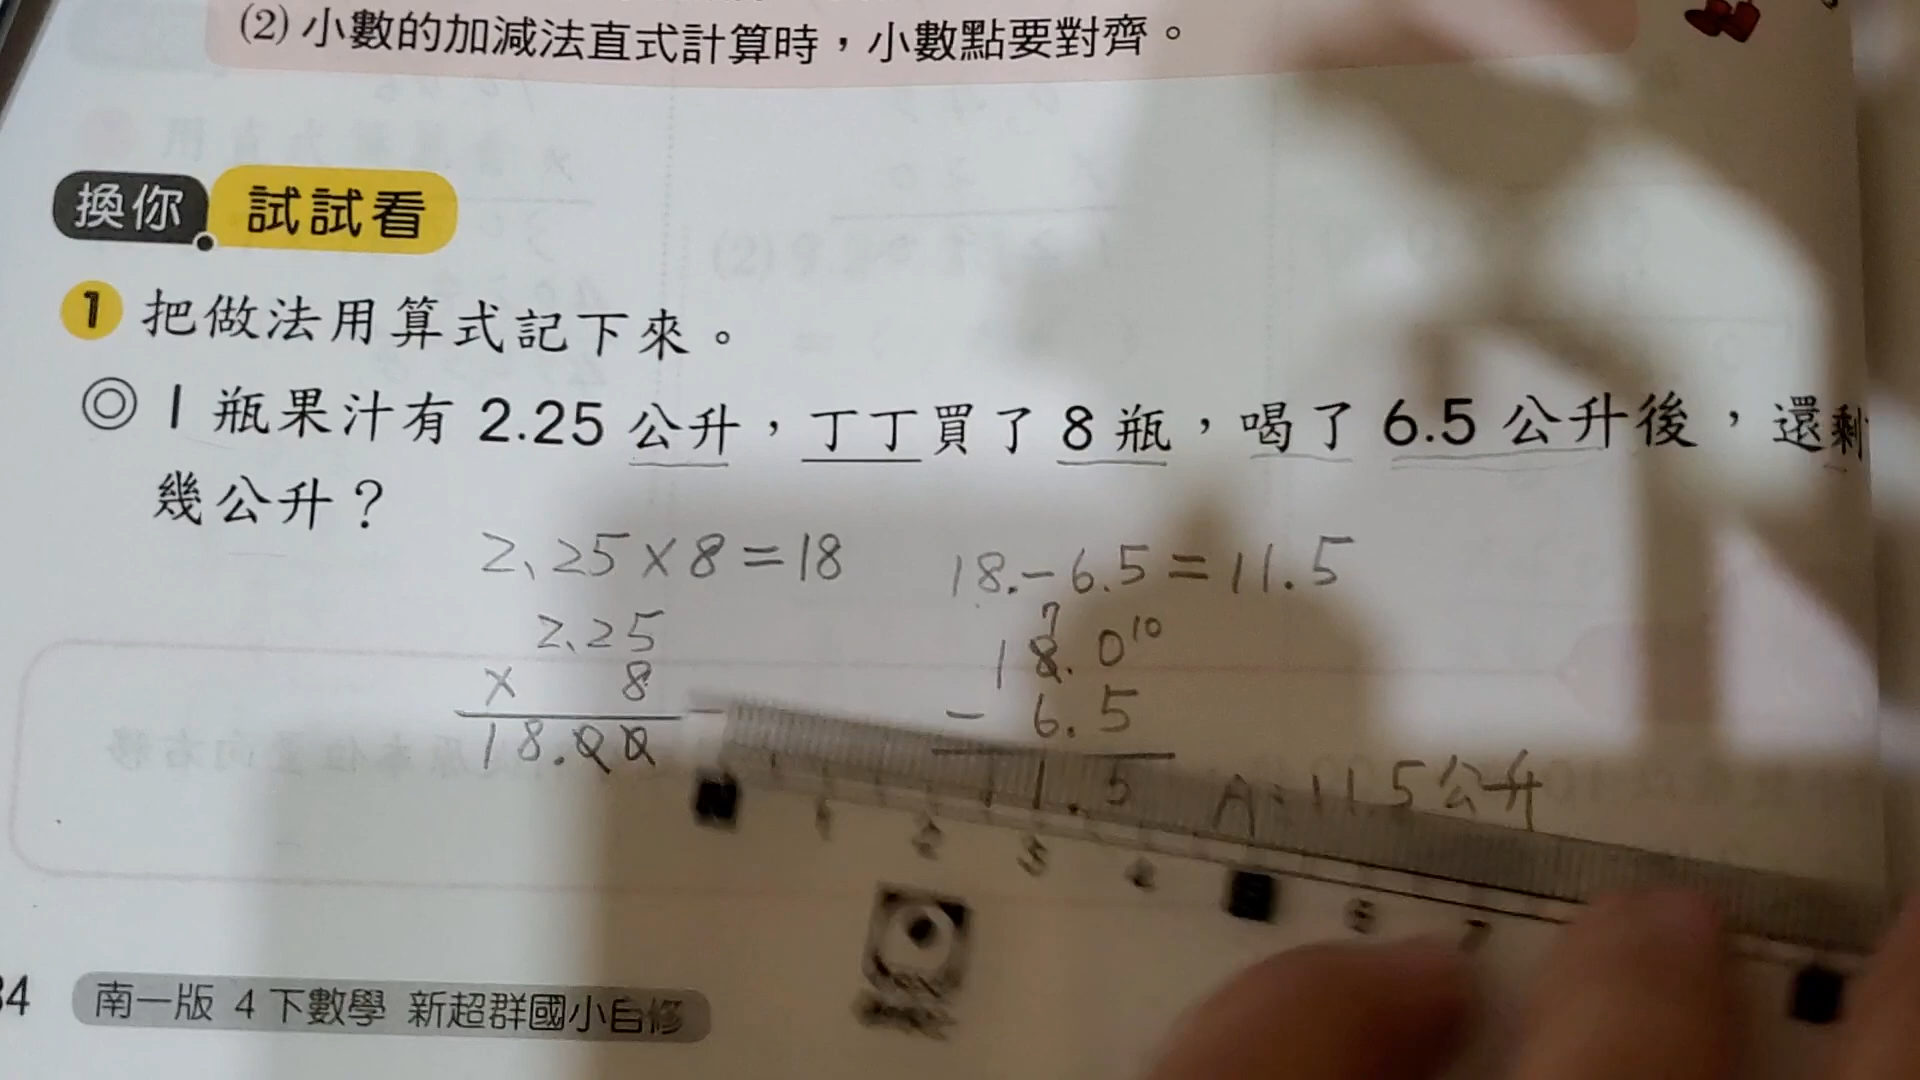 (2) 小數的加減法直式計算時，小數點要對齊。
換你 試試看
1 把做法用算式記下來。
◎ 1 瓶果汁有 2.25 公升，丁丁買了 8 瓶，喝了 6.5 公升後，還剩
幾公升？
2.25×8=18 18.-6.5=11.5
2.25
× 8
18.00
7
18.0 10
- 6.5
11.5
A:11.5公升
1 2 3 4 5 6 7
34 南一版 4下數學 新超群國小自修